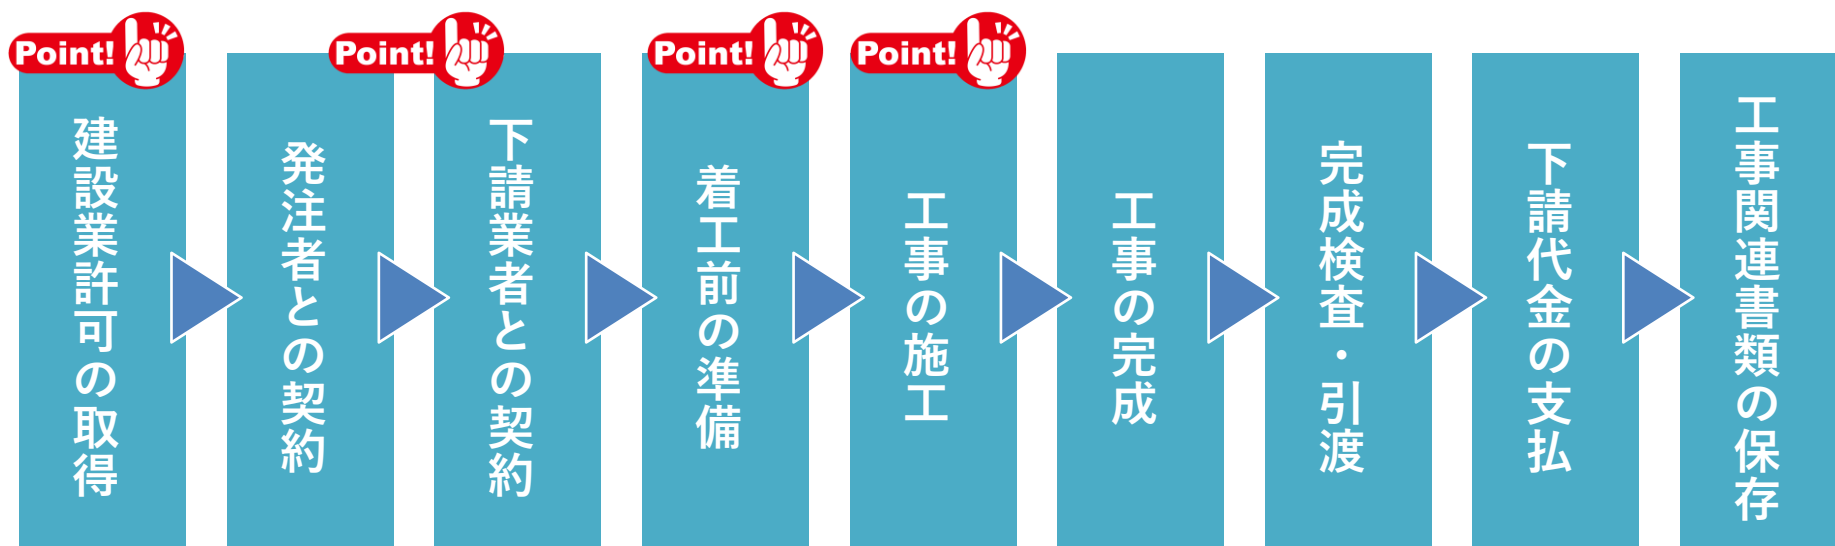 Point!
建設業許可の取得
発注者との契約
Point!
下請業者との契約
Point!
着工前の準備
Point!
工事の施工
工事の完成
完成検査・引渡
下請代金の支払
工事関連書類の保存